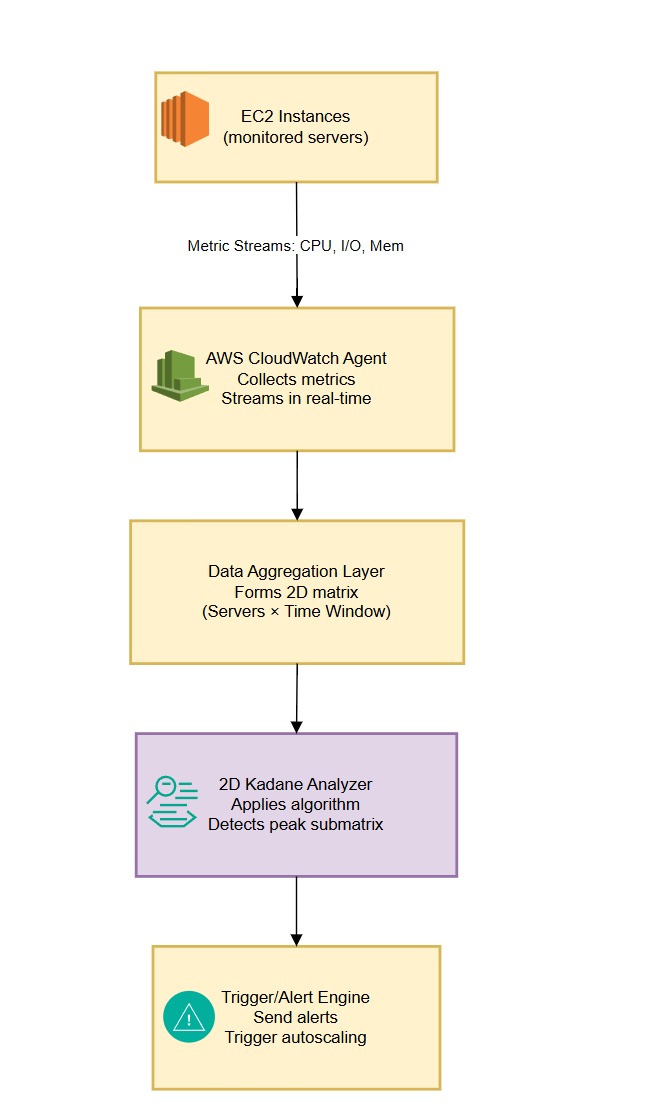 EC2 Instances
(monitored servers)
Metric Streams: CPU, I/O, Mem
AWS CloudWatch Agent
Collects metrics
Streams in real-time
Data Aggregation Layer
Forms 2D matrix
(Servers × Time Window)
2D Kadane Analyzer
Applies algorithm
Detects peak submatrix
Trigger/Alert Engine
Send alerts
Trigger autoscaling